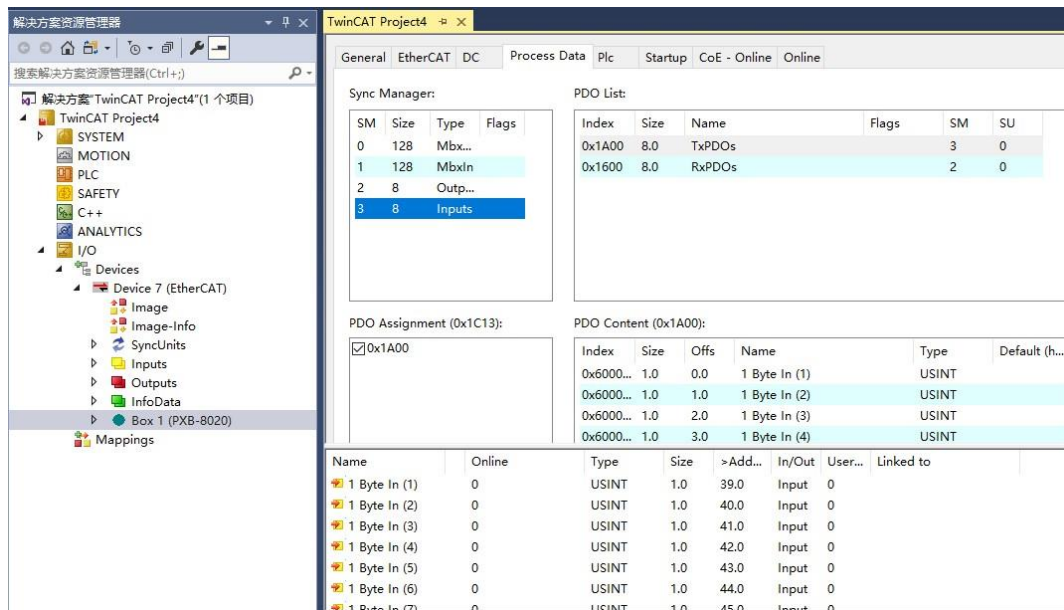 解决方案资源管理器
搜索解决方案资源管理器(Ctrl+;)
解决方案"TwinCAT Project4"(1 个项目)
TwinCAT Project4
SYSTEM
MOTION
PLC
SAFETY
C++
ANALYTICS
I/O
Devices
Device 7 (EtherCAT)
Image
Image-Info
SyncUnits
Inputs
Outputs
InfoData
Box 1 (PXB-8020)
Mappings
TwinCAT Project4
General EtherCAT DC Process Data Plc Startup CoE - Online Online
Sync Manager:
SM Size Type Flags
0 128 Mbx...
1 128 MbxIn
2 8 Outp...
3 8 Inputs
PDO List:
Index Size Name Flags SM SU
0x1A00 8.0 TxPDOs 3 0
0x1600 8.0 RxPDOs 2 0
PDO Assignment (0x1C13):
0x1A00
PDO Content (0x1A00):
Index Size Offs Name Type Default (h...
0x6000... 1.0 0.0 1 Byte In (1) USINT
0x6000... 1.0 1.0 1 Byte In (2) USINT
0x6000... 1.0 2.0 1 Byte In (3) USINT
0x6000... 1.0 3.0 1 Byte In (4) USINT
Name Online Type Size >Add... In/Out User... Linked to
1 Byte In (1) 0 USINT 1.0 39.0 Input 0
1 Byte In (2) 0 USINT 1.0 40.0 Input 0
1 Byte In (3) 0 USINT 1.0 41.0 Input 0
1 Byte In (4) 0 USINT 1.0 42.0 Input 0
1 Byte In (5) 0 USINT 1.0 43.0 Input 0
1 Byte In (6) 0 USINT 1.0 44.0 Input 0
1 Byte In (7) 0 USINT 1.0 45.0 Input 0